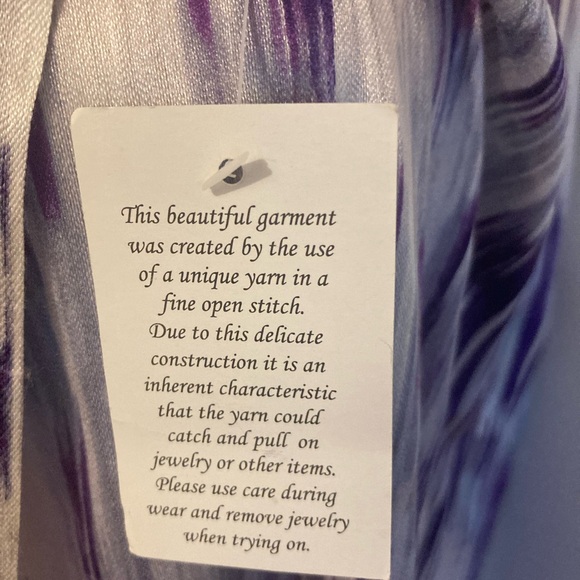 This beautiful garment
was created by the use
of a unique yarn in a
fine open stitch.
Due to this delicate
construction it is an
inherent characteristic
that the yarn could
catch and pull on
jewelry or other items.
Please use care during
wear and remove jewelry
when trying on.